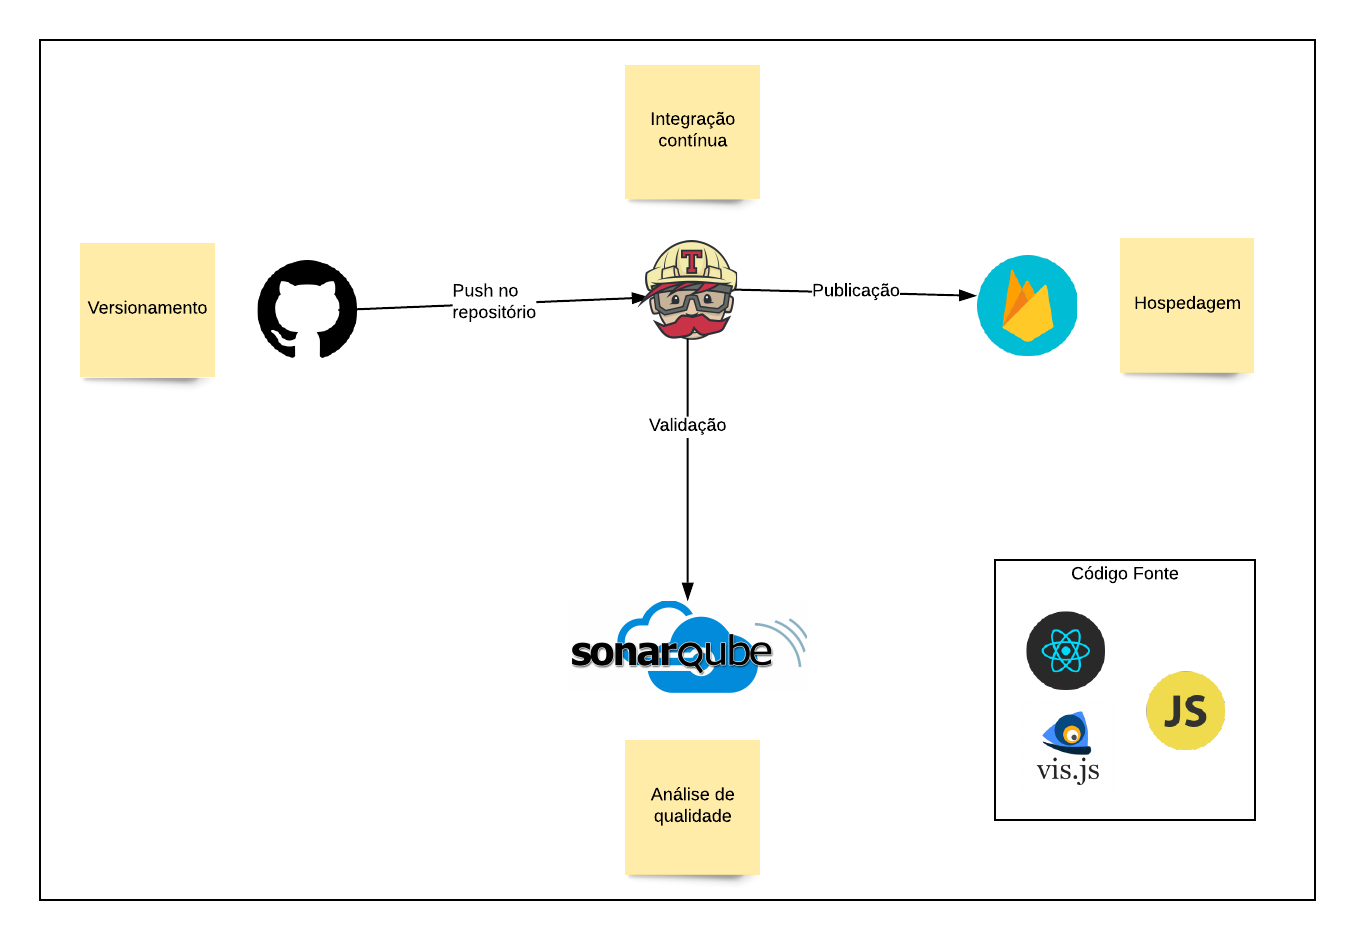 Integração
contínua
Versionamento
Push no
repositório
T
Publicação
Hospedagem
Validação
sonarqube
Código Fonte
JS
vis.js
Análise de
qualidade